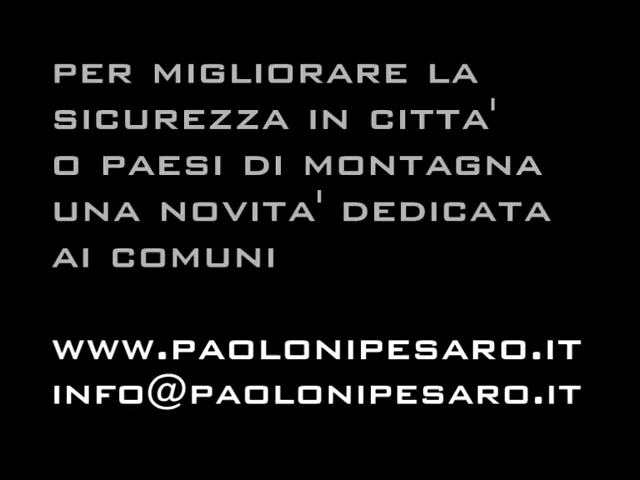 PER MIGLIORARE LA
SICUREZZA IN CITTA'
O PAESI DI MONTAGNA
UNA NOVITA' DEDICATA
AI COMUNI
WWW.PAOLONIPESARO.IT
INFO@PAOLONIPESARO.IT